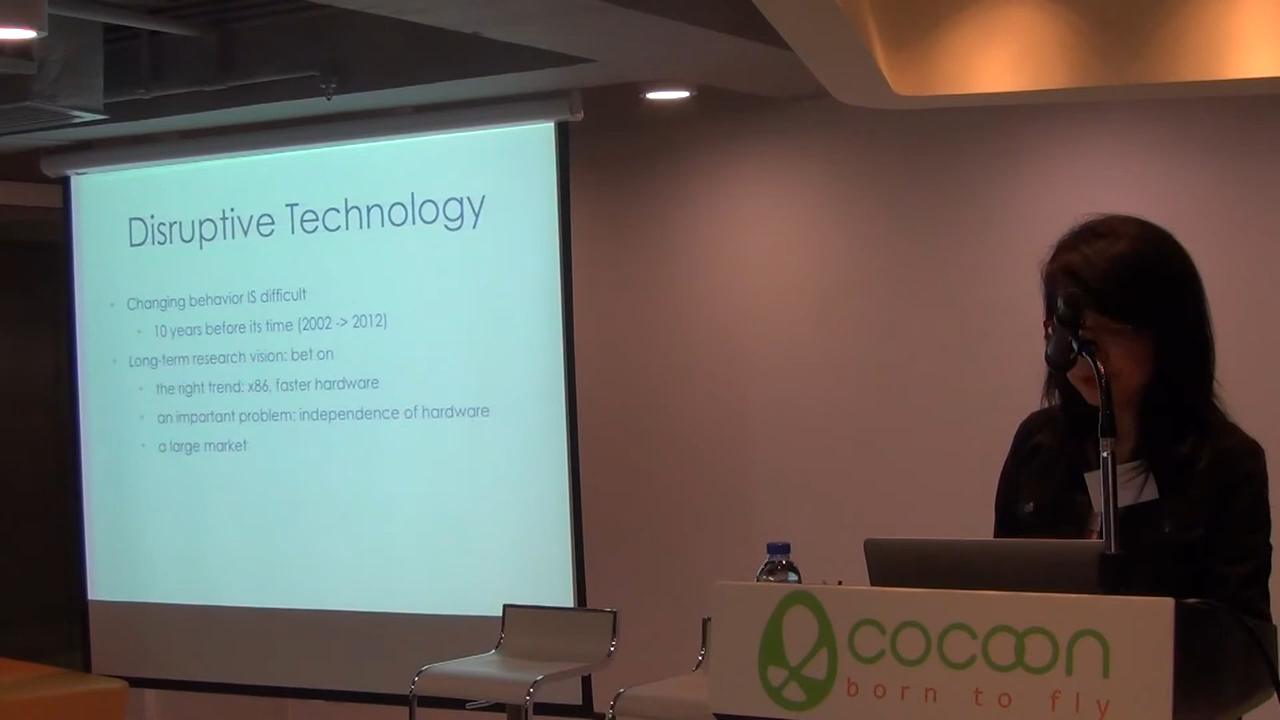 Disruptive Technology
Changing behavior IS difficult
10 years before its time (2002 -> 2012)
Long-term research vision: bet on
the right trend: x86, faster hardware
an important problem: independence of hardware
a large market
cocoon
born to fly